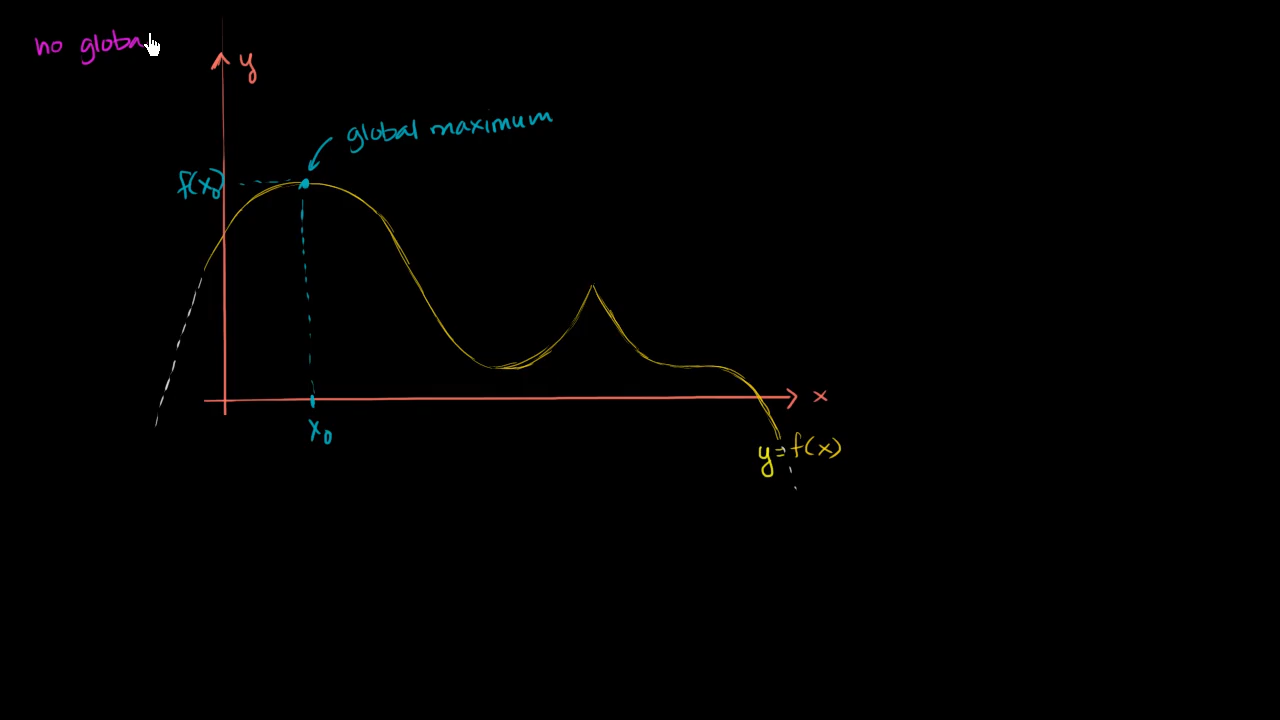 no globa
y
global maximum
f(x₀)
x
x₀
y=f(x)